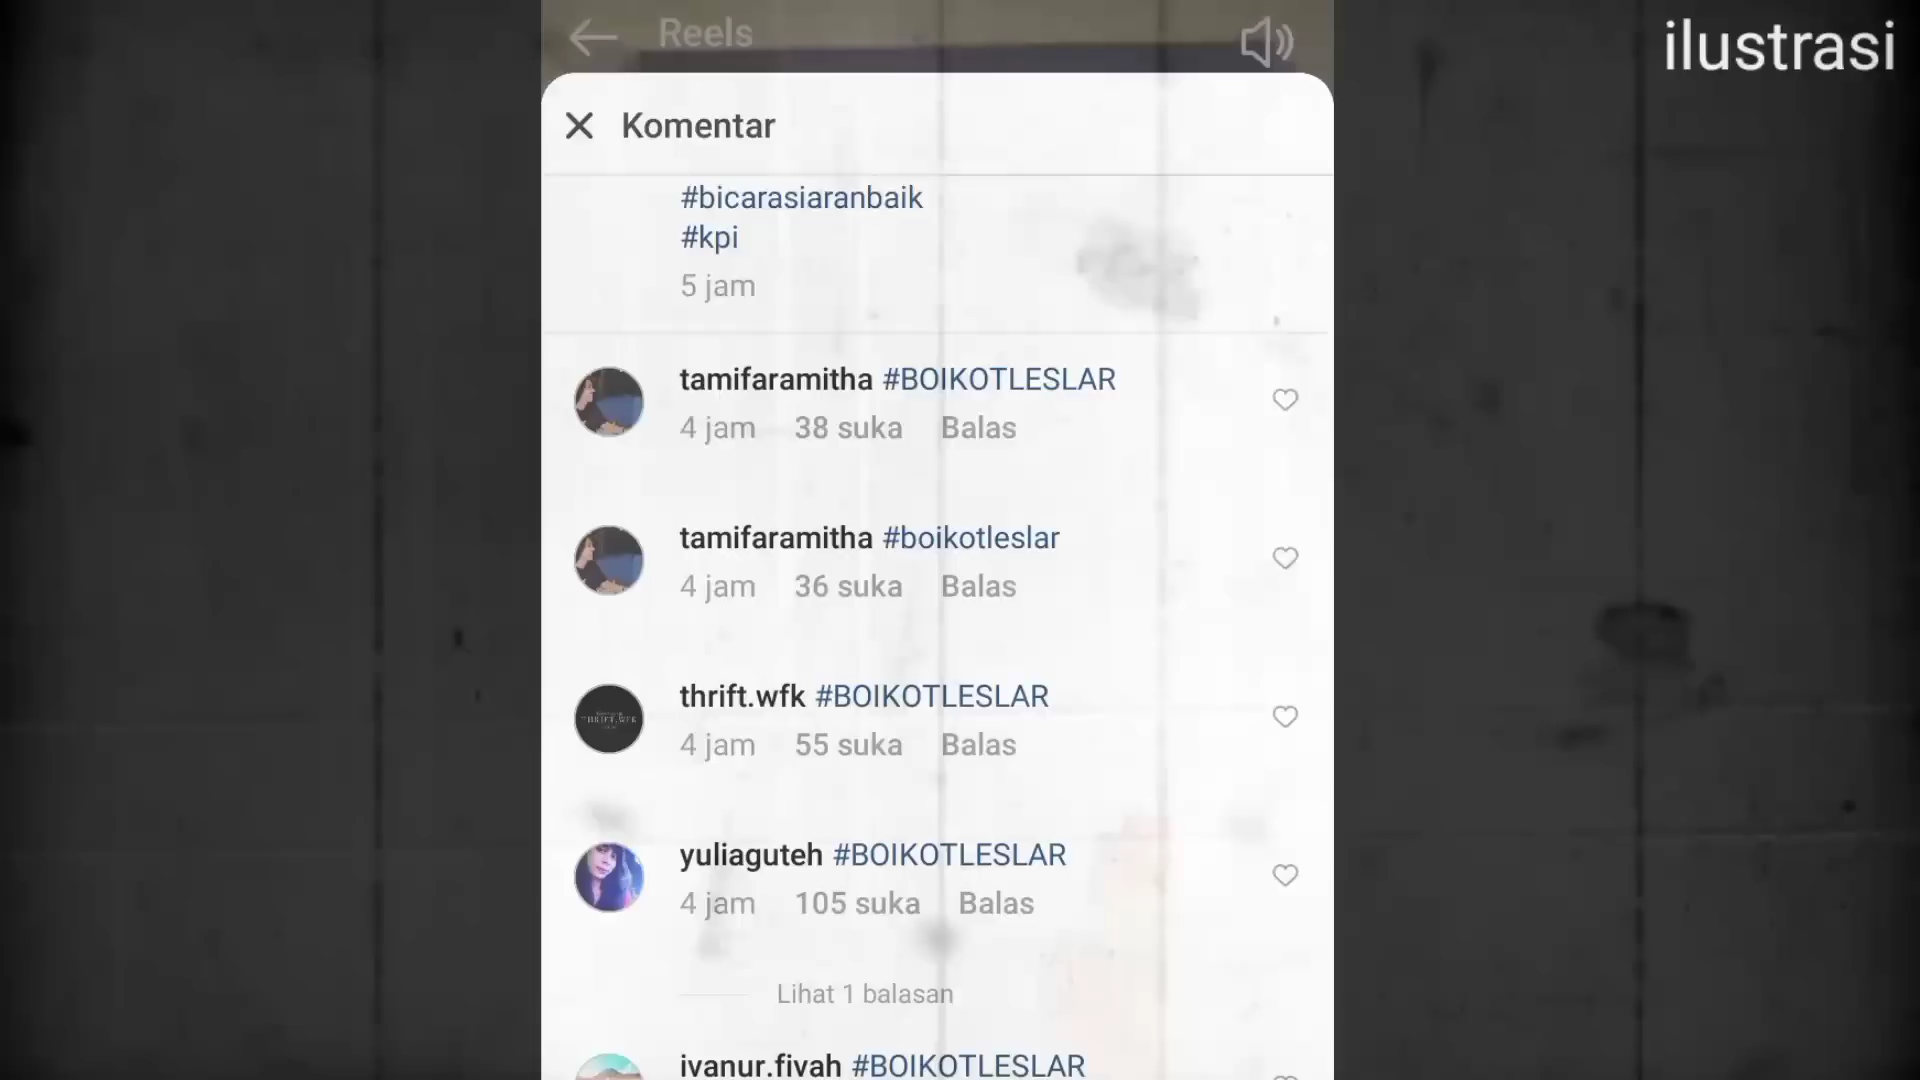 Reels
ilustrasi
Komentar
#bicarasiaranbaik
#kpi
5 jam
tamifaramitha #BOIKOTLESLAR
4 jam 38 suka Balas
tamifaramitha #boikotleslar
4 jam 36 suka Balas
thrift.wfk #BOIKOTLESLAR
4 jam 55 suka Balas
THRIFT.WFK
yuliaguteh #BOIKOTLESLAR
4 jam 105 suka Balas
Lihat 1 balasan
ivanur.fivah #BOIKOTLESLAR